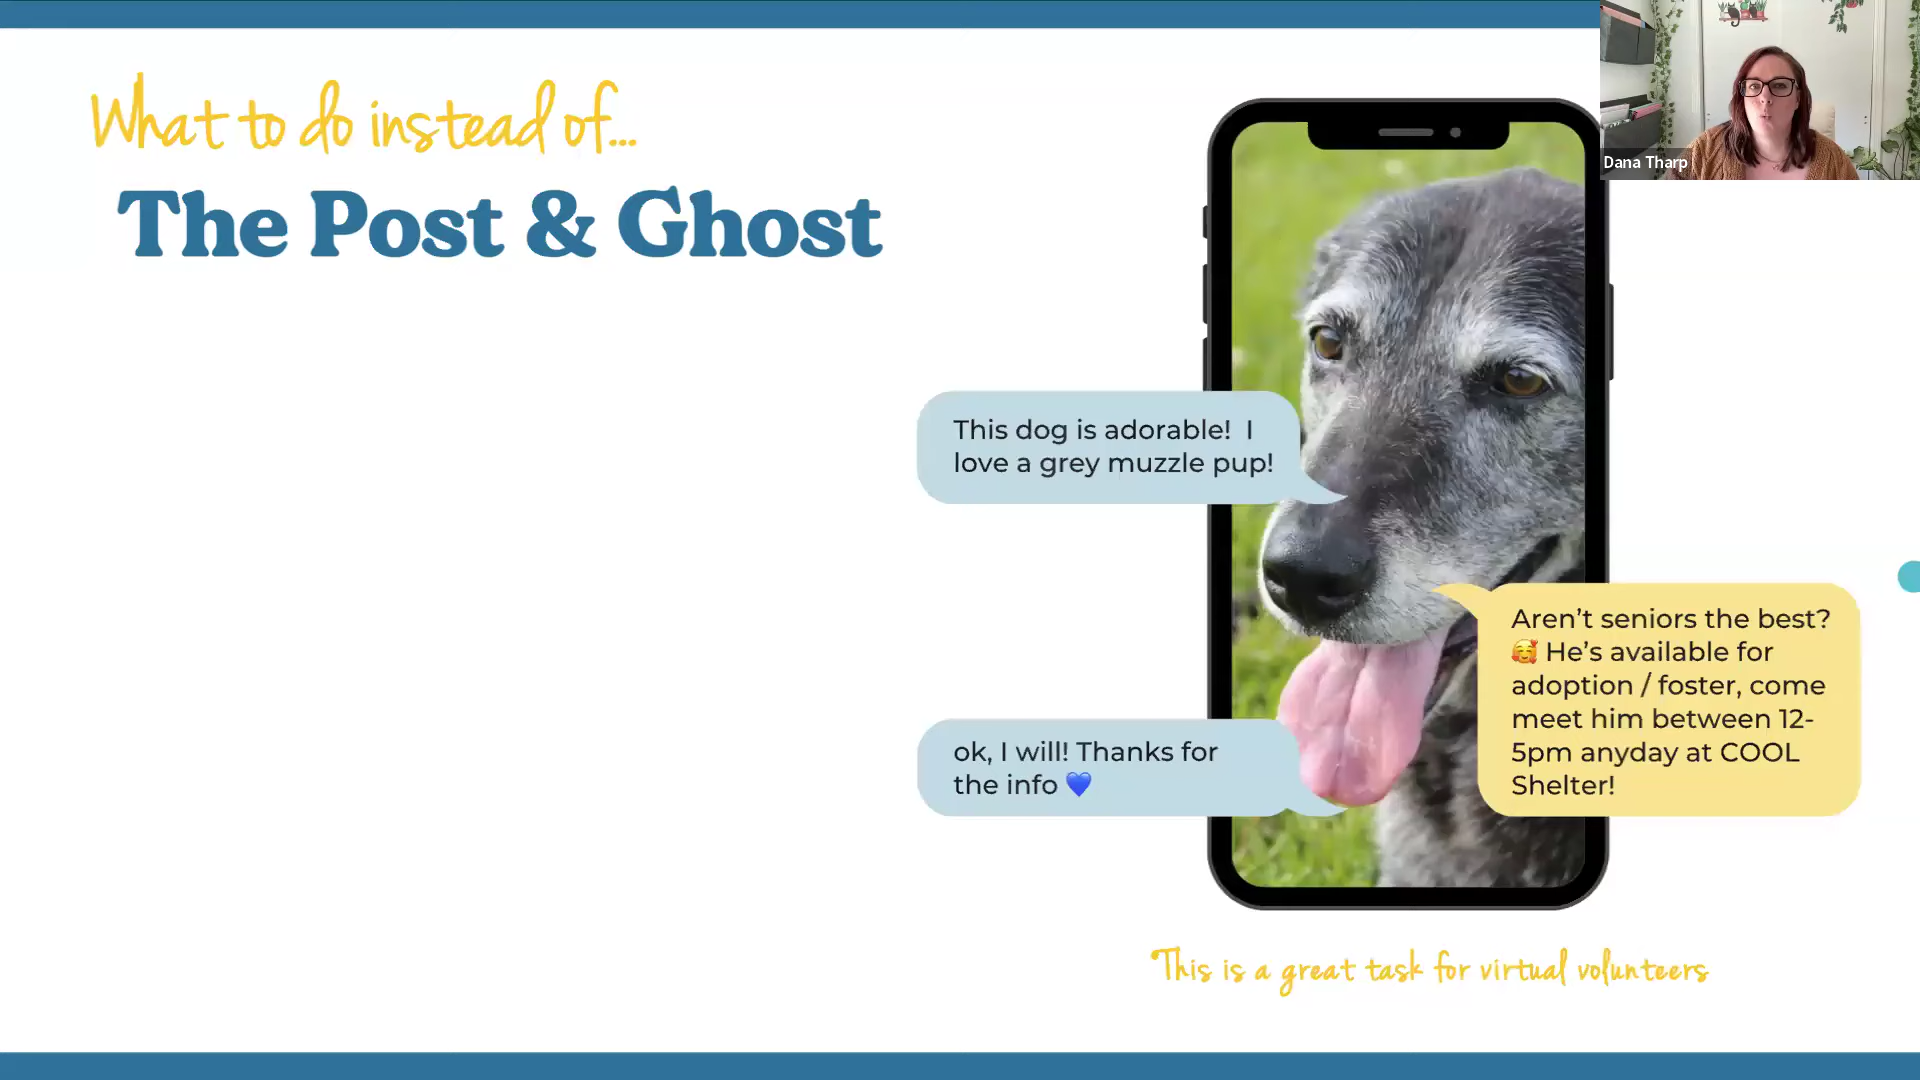 What to do instead of...
The Post & Ghost
Dana Tharp
This dog is adorable!  I
love a grey muzzle pup!
Aren’t seniors the best?
🥰 He’s available for
adoption / foster, come
meet him between 12-
5pm anyday at COOL
Shelter!
ok, I will! Thanks for
the info 💙
*This is a great task for virtual volunteers